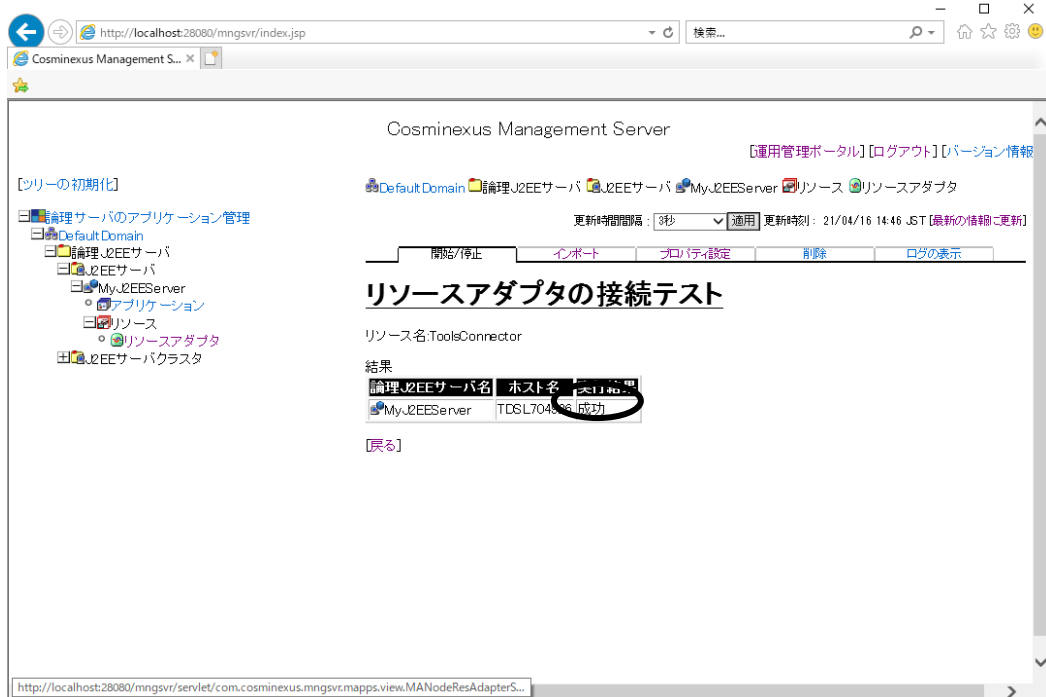 http://localhost:28080/mngsvr/index.jsp
検索...
Cosminexus Management S...
Cosminexus Management Server
[運用管理ポータル] [ログアウト] [バージョン情報
[ツリーの初期化]
DefaultDomain 論理J2EEサーバ J2EEサーバ MyJ2EEServer リソース リソースアダプタ
更新時間間隔 : 3秒 適用 更新時刻 : 21/04/16 14:46 JST [最新の情報に更新]
論理サーバのアプリケーション管理
DefaultDomain
論理J2EEサーバ
J2EEサーバ
MyJ2EEServer
アプリケーション
リソース
リソースアダプタ
J2EEサーバクラスタ
開始/停止 インポート プロパティ設定 削除 ログの表示
リソースアダプタの接続テスト
リソース名:ToolsConnector
結果
論理J2EEサーバ名 ホスト名 実行結果
MyJ2EEServer 成功
[戻る]
http://localhost:28080/mngsvr/servlet/com.cosminexus.mngsvr.mapps.view.MANodeResAdapterS...